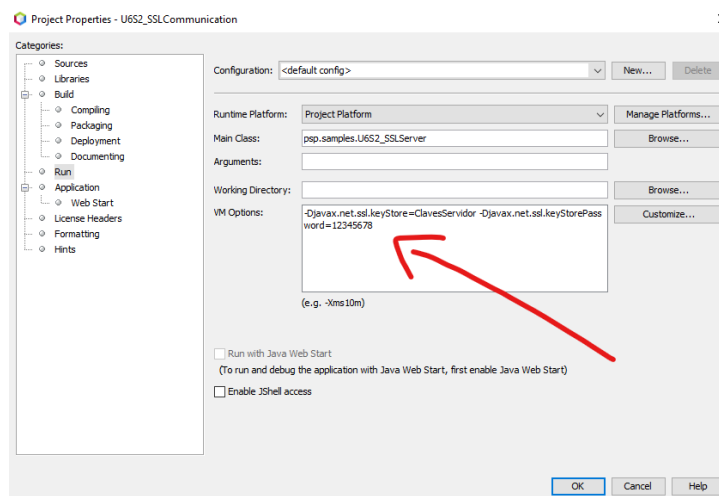 Project Properties - U6S2_SSLCommunication
Categories:
Sources
Libraries
Build
Compiling
Packaging
Deployment
Documenting
Run
Application
Web Start
License Headers
Formatting
Hints
Configuration: <default config> New... Delete
Runtime Platform: Project Platform Manage Platforms...
Main Class: psp.samples.U6S2_SSLServer Browse...
Arguments:
Working Directory: Browse...
VM Options: -Djavax.net.ssl.keyStore=ClavesServidor -Djavax.net.ssl.keyStorePass Customize...
word=12345678
(e.g. -Xms10m)
Run with Java Web Start
(To run and debug the application with Java Web Start, first enable Java Web Start)
Enable JShell access
OK Cancel Help